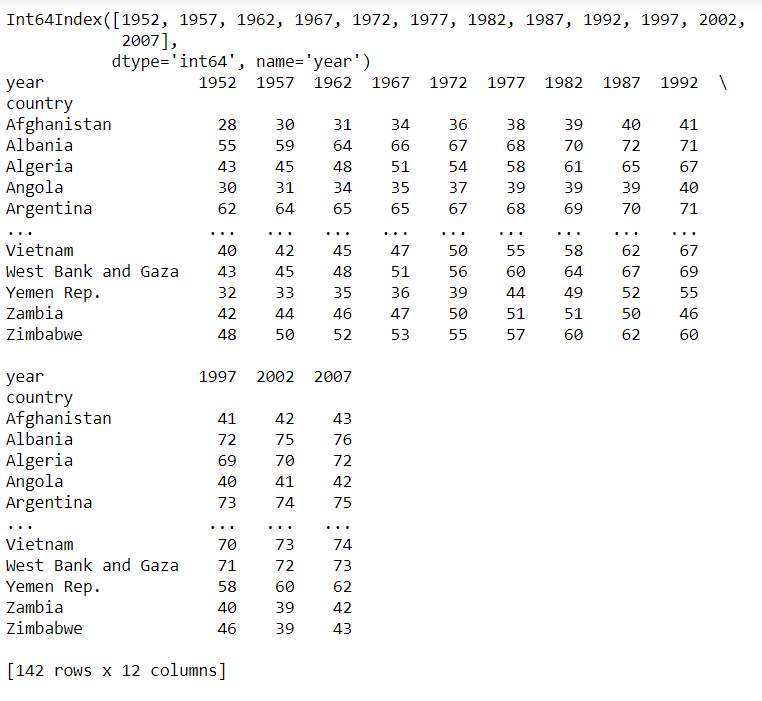 Int64Index([1952, 1957, 1962, 1967, 1972, 1977, 1982, 1987, 1992, 1997, 2002,
            2007],
           dtype='int64', name='year')
year                1952  1957  1962  1967  1972  1977  1982  1987  1992  \
country
Afghanistan           28    30    31    34    36    38    39    40    41
Albania               55    59    64    66    67    68    70    72    71
Algeria               43    45    48    51    54    58    61    65    67
Angola                30    31    34    35    37    39    39    39    40
Argentina             62    64    65    65    67    68    69    70    71
...                  ...   ...   ...   ...   ...   ...   ...   ...   ...
Vietnam               40    42    45    47    50    55    58    62    67
West Bank and Gaza    43    45    48    51    56    60    64    67    69
Yemen Rep.            32    33    35    36    39    44    49    52    55
Zambia                42    44    46    47    50    51    51    50    46
Zimbabwe              48    50    52    53    55    57    60    62    60

year                1997  2002  2007
country
Afghanistan           41    42    43
Albania               72    75    76
Algeria               69    70    72
Angola                40    41    42
Argentina             73    74    75
...                  ...   ...   ...
Vietnam               70    73    74
West Bank and Gaza    71    72    73
Yemen Rep.            58    60    62
Zambia                40    39    42
Zimbabwe              46    39    43

[142 rows x 12 columns]